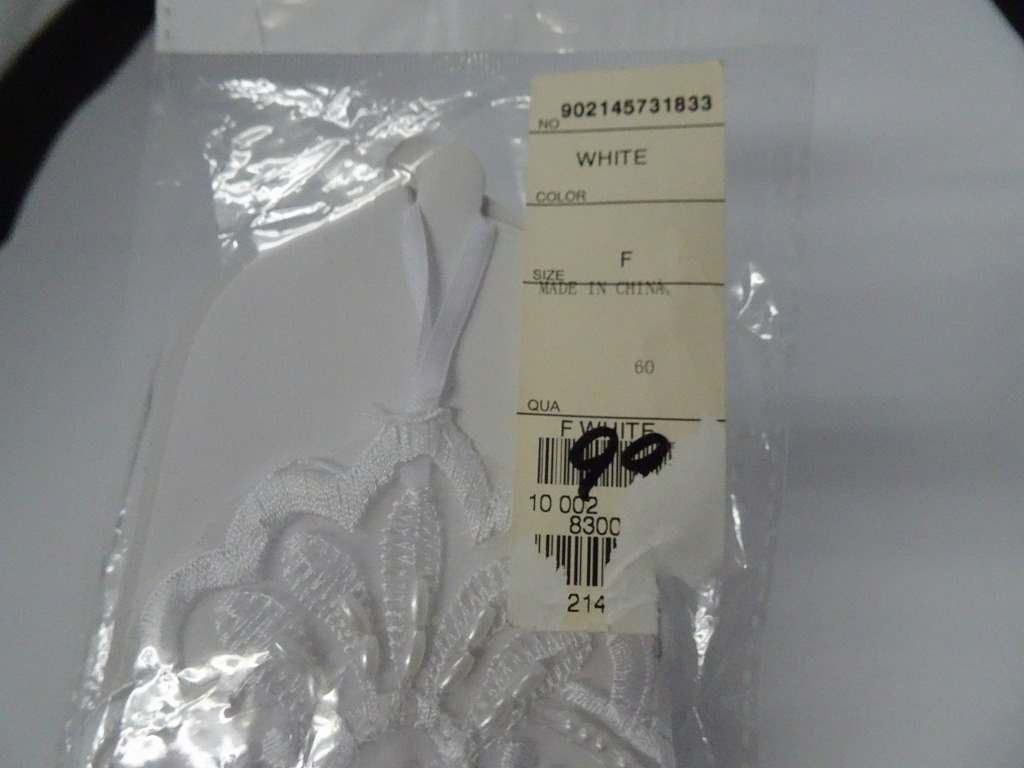 902145731833
NO
WHITE
COLOR
F
SIZE
MADE IN CHINA
60
QUA
F WHITE
90
10 002
8300
214